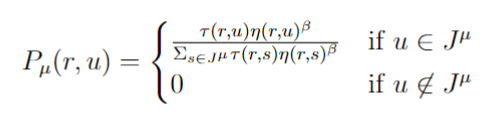 P_μ(r, u) = { τ(r,u)η(r,u)^β / Σ_{s∈J^μ} τ(r,s)η(r,s)^β if u ∈ J^μ
0 if u ∉ J^μ